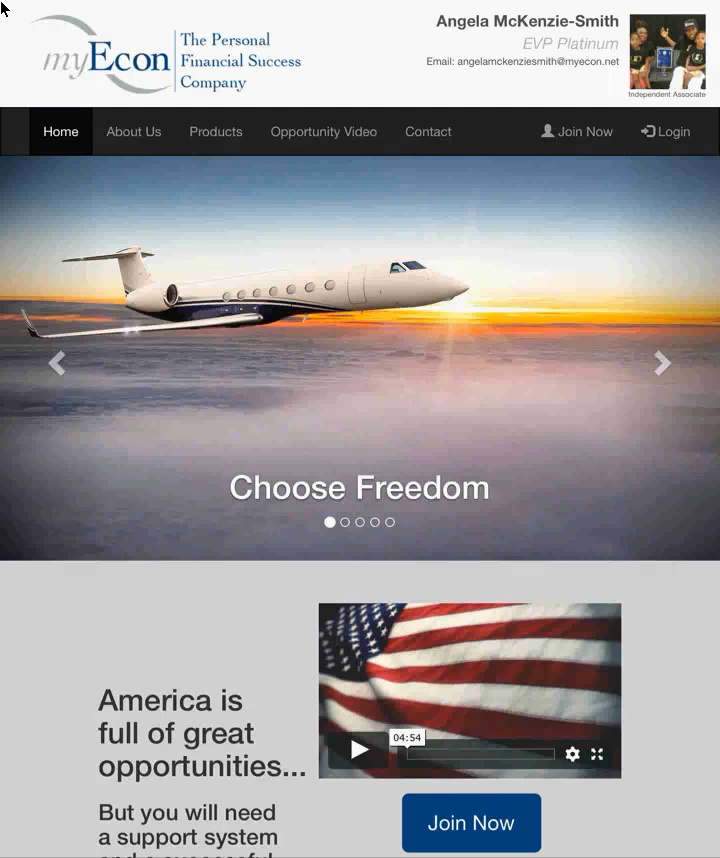 myEcon
The Personal
Financial Success
Company
Angela McKenzie-Smith
EVP Platinum
Email: angelamckenziesmith@myecon.net
Independent Associate
Home About Us Products Opportunity Video Contact Join Now Login
Choose Freedom
America is
full of great
opportunities...
04:54
But you will need
a support system
and a successful
Join Now